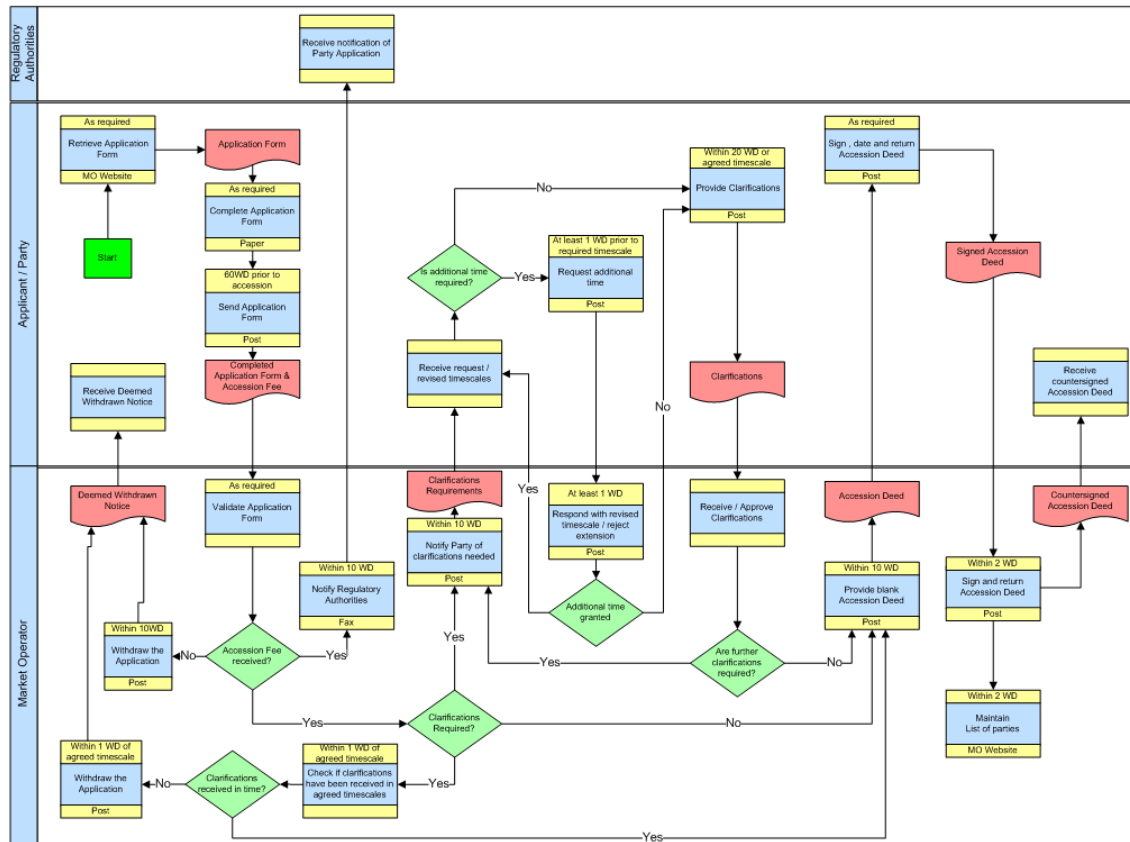 Regulatory
Authorities
Receive notification of
Party Application
Applicant / Party
As required
Retrieve Application
Form
MO Website
Start
Application Form
As required
Complete Application
Form
Paper
60WD prior to
accession
Send Application
Form
Post
Completed
Application Form &
Accession Fee
Receive Deemed
Withdrawn Notice
Is additional time
required?
No
Yes
At least 1 WD prior to
required timescale
Request additional
time
Post
Receive request /
revised timescales
Within 20 WD or
agreed timescale
Provide Clarifications
Post
Clarifications
No
As required
Sign , date and return
Accession Deed
Post
Signed Accession
Deed
Receive
countersigned
Accession Deed
Market Operator
Deemed Withdrawn
Notice
As required
Validate Application
Form
Within 10 WD
Notify Regulatory
Authorities
Fax
Within 10WD
Withdraw the
Application
Post
No
Accession Fee
received?
Yes
Yes
Clarifications
Requirements
Within 10 WD
Notify Party of
clarifications needed
Post
Yes
Yes
At least 1 WD
Respond with revised
timescale / reject
extension
Post
Additional time
granted
Receive / Approve
Clarifications
Yes
Are further
clarifications
required?
No
Accession Deed
Within 10 WD
Provide blank
Accession Deed
Post
Within 2 WD
Sign and return
Accession Deed
Post
Countersigned
Accession Deed
Within 2 WD
Maintain
List of parties
MO Website
Clarifications
Required?
No
Yes
Within 1 WD of
agreed timescale
Check if clarifications
have been received in
agreed timescales
Clarifications
received in time?
No
Within 1 WD of
agreed timescale
Withdraw the
Application
Post
Yes